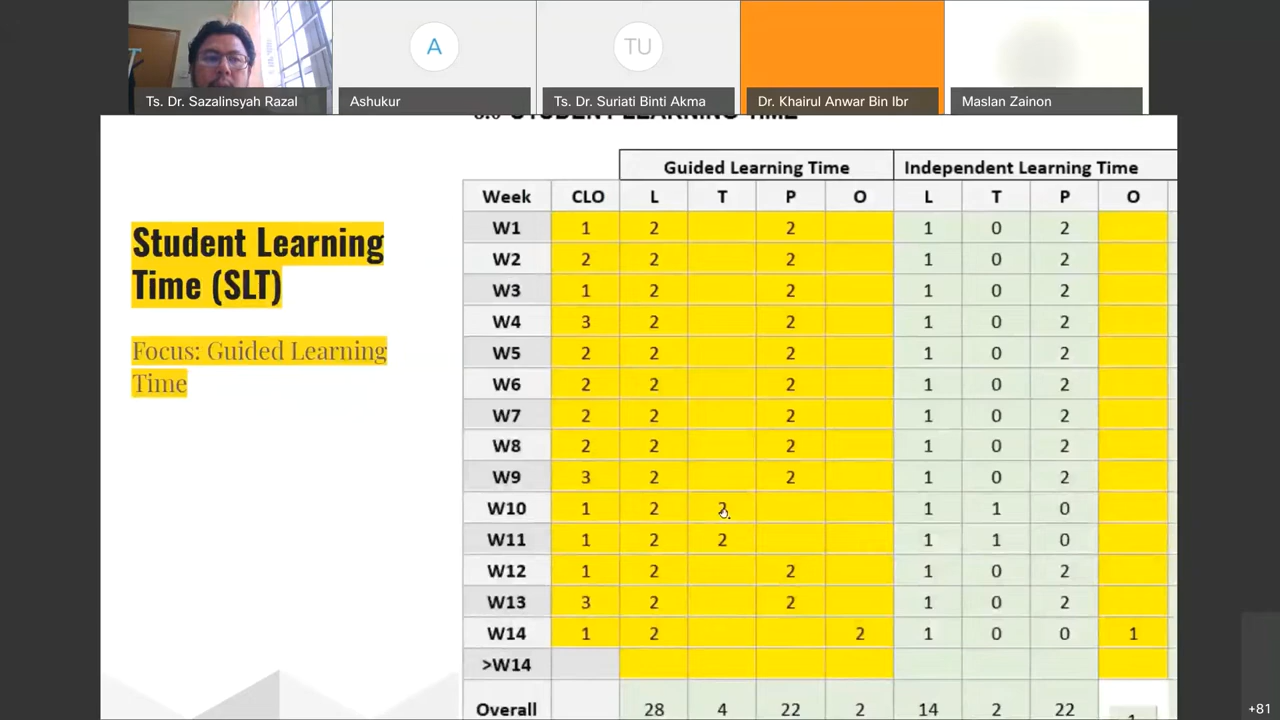 A
TU
Ts. Dr. Sazalinsyah Razal
Ashukur
Ts. Dr. Suriati Binti Akma
Dr. Khairul Anwar Bin Ibr
Maslan Zainon
STUDENT LEARNING TIME
Student Learning
Time (SLT)
Focus: Guided Learning
Time
Guided Learning Time Independent Learning Time
Week CLO L T P O L T P O
W1 1 2 2 1 0 2
W2 2 2 2 1 0 2
W3 1 2 2 1 0 2
W4 3 2 2 1 0 2
W5 2 2 2 1 0 2
W6 2 2 2 1 0 2
W7 2 2 2 1 0 2
W8 2 2 2 1 0 2
W9 3 2 2 1 0 2
W10 1 2 2 1 1 0
W11 1 2 2 1 1 0
W12 1 2 2 1 0 2
W13 3 2 2 1 0 2
W14 1 2 2 1 0 0 1
>W14
Overall 28 4 22 2 14 2 22
+81